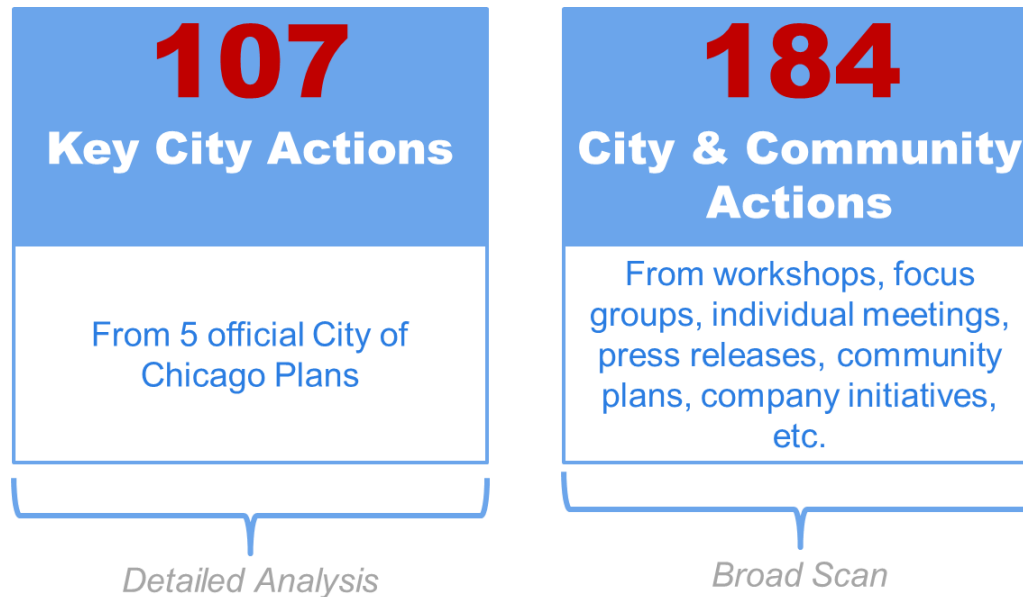 107
Key City Actions
From 5 official City of
Chicago Plans
Detailed Analysis
184
City & Community
Actions
From workshops, focus
groups, individual meetings,
press releases, community
plans, company initiatives,
etc.
Broad Scan